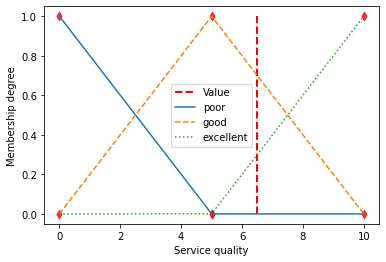 1.0
0.8
0.6
0.4
0.2
0.0
Membership degree
Value
poor
good
excellent
0 2 4 6 8 10
Service quality